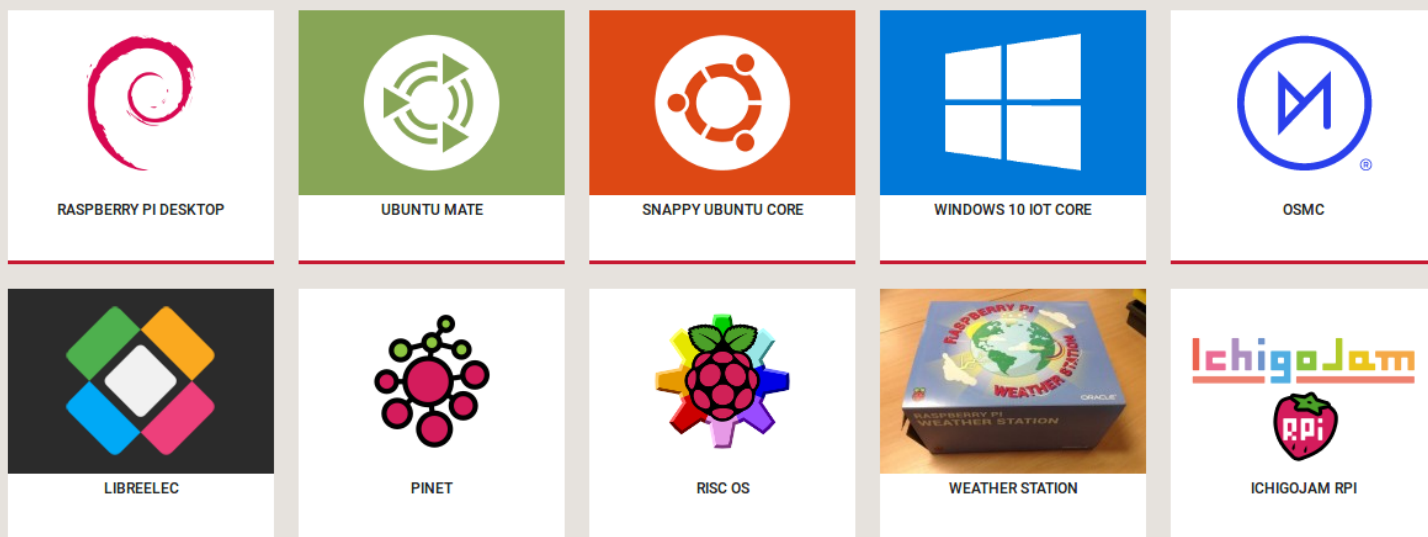 ®
RASPBERRY PI DESKTOP
UBUNTU MATE
SNAPPY UBUNTU CORE
WINDOWS 10 IOT CORE
OSMC
RASPBERRY PI
WEATHER STATION
ORACLE
RASPBERRY PI
WEATHER STATION
IchigoJam
RPi
LIBREELEC
PINET
RISC OS
WEATHER STATION
ICHIGOJAM RPI